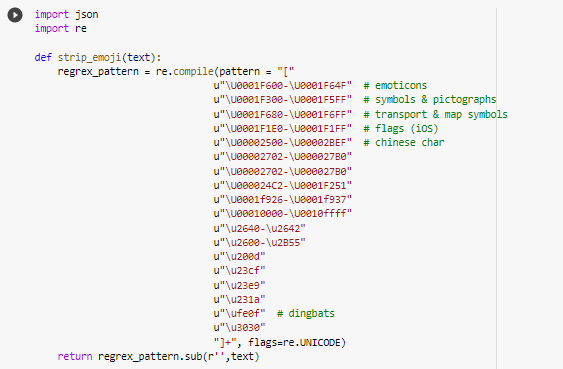 import json
import re
def strip_emoji(text):
    regrex_pattern = re.compile(pattern = "["
                            u"\U0001F600-\U0001F64F"  # emoticons
                            u"\U0001F300-\U0001F5FF"  # symbols & pictographs
                            u"\U0001F680-\U0001F6FF"  # transport & map symbols
                            u"\U0001F1E0-\U0001F1FF"  # flags (iOS)
                            u"\U00002500-\U00002BEF"  # chinese char
                            u"\U00002702-\U000027B0"
                            u"\U00002702-\U000027B0"
                            u"\U000024C2-\U0001F251"
                            u"\U0001f926-\U0001f937"
                            u"\U00010000-\U0010ffff"
                            u"\u2640-\u2642"
                            u"\u2600-\u2B55"
                            u"\u200d"
                            u"\u23cf"
                            u"\u23e9"
                            u"\u231a"
                            u"\ufe0f"  # dingbats
                            u"\u3030"
                            "]+", flags=re.UNICODE)
    return regrex_pattern.sub(r'',text)